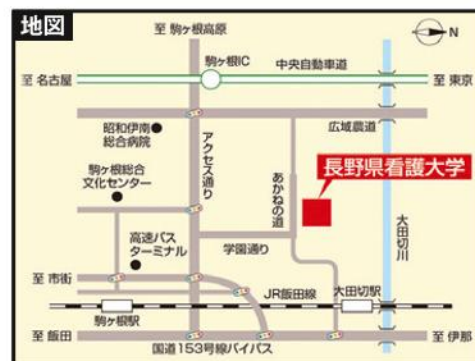 地図
至 駒ヶ根高原
N
駒ヶ根IC
中央自動車道
至 名古屋
至 東京
広域農道
昭和伊南
総合病院
アクセス通り
長野県看護大学
駒ヶ根総合
文化センター
あかねの道
大田切川
高速バス
ターミナル
学園通り
至 市街
JR飯田線
大田切駅
駒ヶ根駅
至 飯田
至 伊那
国道153号線バイパス